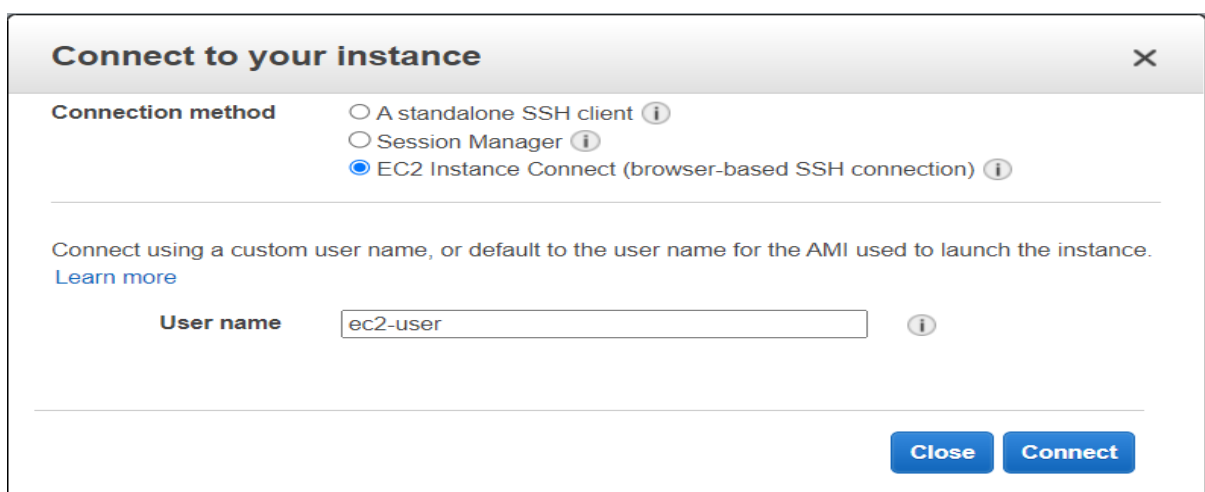 Connect to your instance
Connection method
A standalone SSH client
Session Manager
EC2 Instance Connect (browser-based SSH connection)
Connect using a custom user name, or default to the user name for the AMI used to launch the instance.
Learn more
User name
ec2-user
Close
Connect